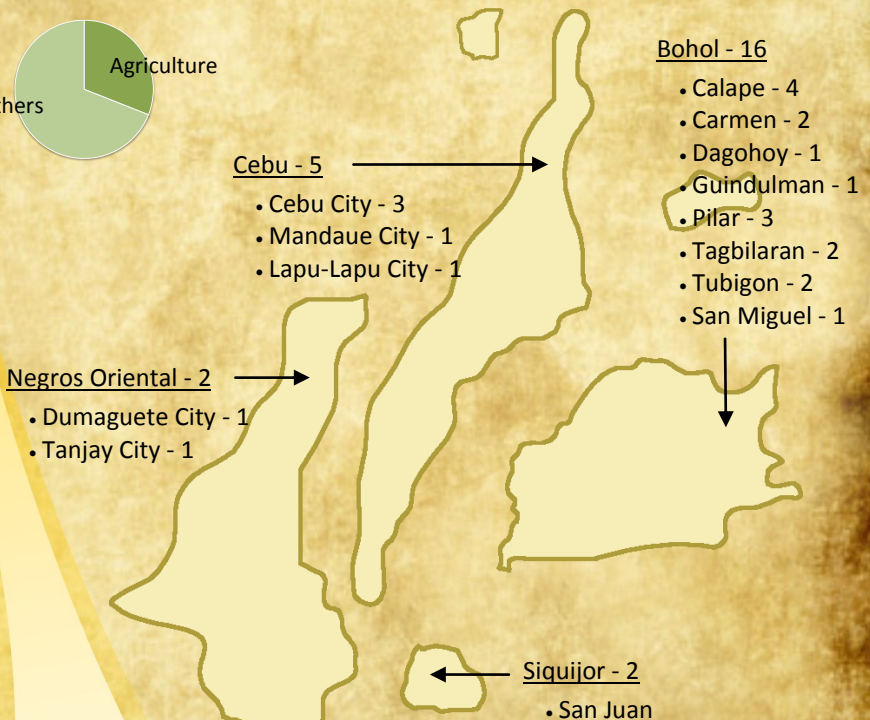 Agriculture
Cebu - 5
• Cebu City - 3
• Mandaue City - 1
• Lapu-Lapu City - 1
Bohol - 16
• Calape - 4
• Carmen - 2
• Dagohoy - 1
• Guindulman - 1
• Pilar - 3
• Tagbilaran - 2
• Tubigon - 2
• San Miguel - 1
Negros Oriental - 2
• Dumaguete City - 1
• Tanjay City - 1
Siquijor - 2
• San Juan